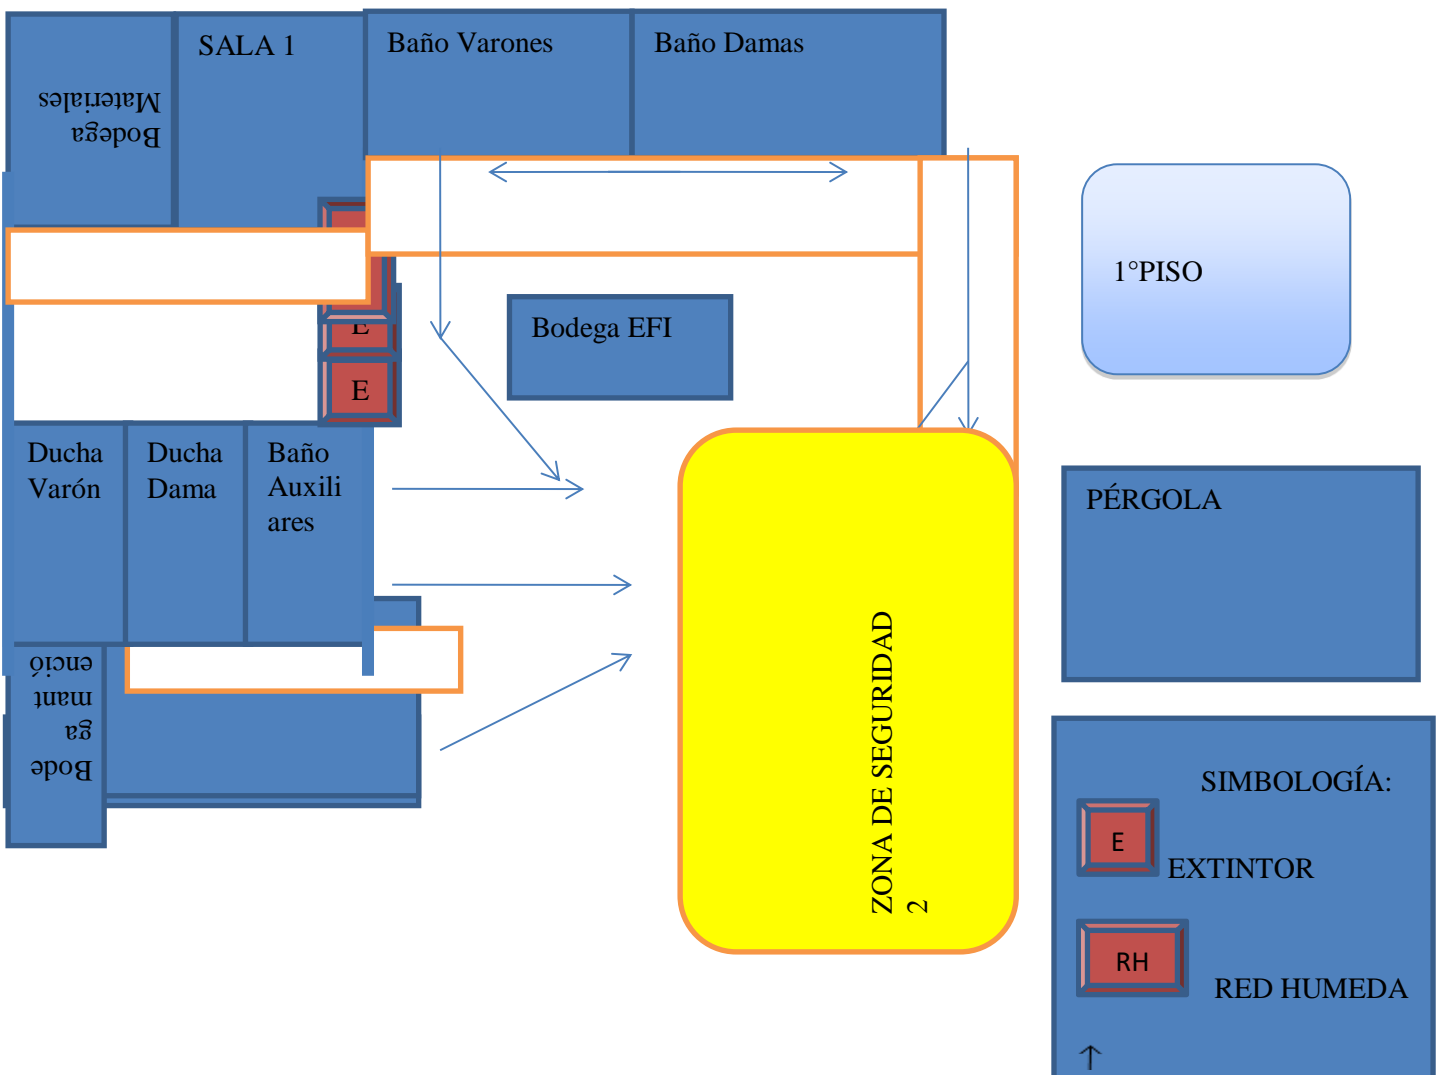 SALA 1
Baño Varones
Baño Damas
Bodega
Materiales
1°PISO
Bodega EFI
E
E
Ducha
Varón
Ducha
Dama
Baño
Auxili
ares
PÉRGOLA
Bode
ga
mant
enció
ZONA DE SEGURIDAD
2
SIMBOLOGÍA:
E
EXTINTOR
RH
RED HUMEDA
↑